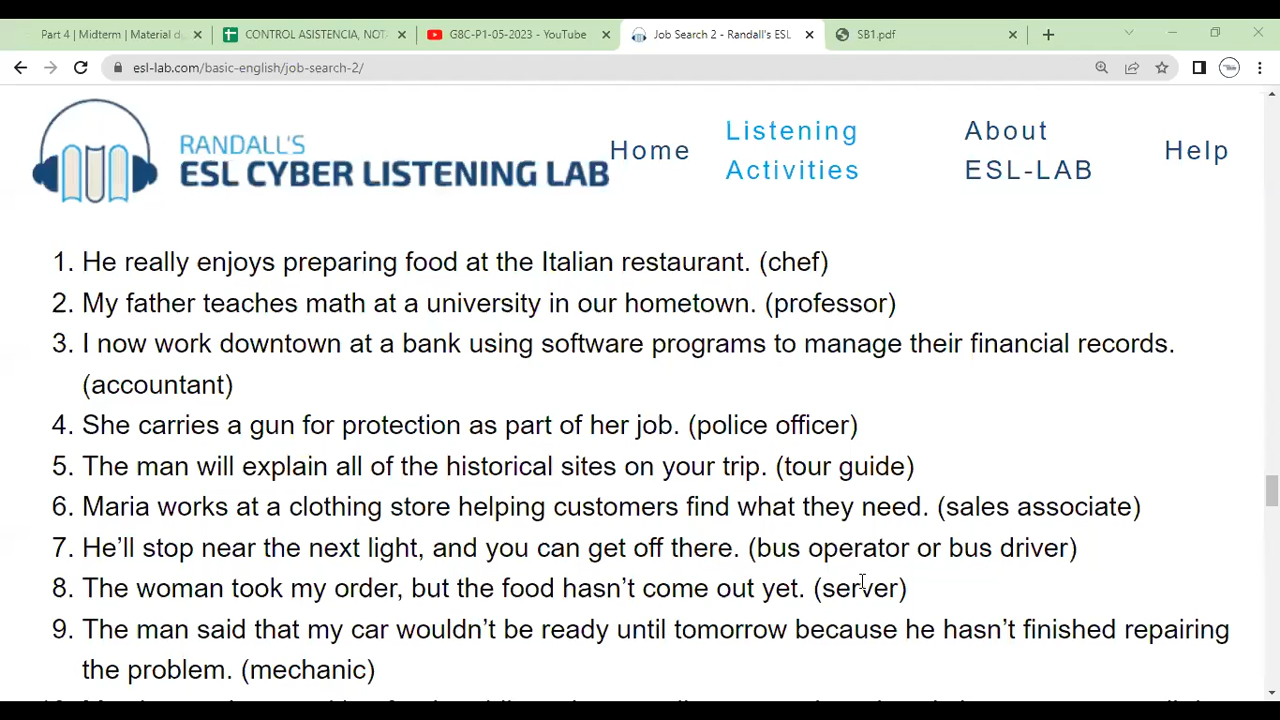 Part 4 | Midterm | Material du
CONTROL ASISTENCIA, NOT
G8C-P1-05-2023 - YouTube
Job Search 2 - Randall's ESL
SB1.pdf
esl-lab.com/basic-english/job-search-2/
RANDALL'S
ESL CYBER LISTENING LAB
Home
Listening
Activities
About
ESL-LAB
Help
1. He really enjoys preparing food at the Italian restaurant. (chef)
2. My father teaches math at a university in our hometown. (professor)
3. I now work downtown at a bank using software programs to manage their financial records.
(accountant)
4. She carries a gun for protection as part of her job. (police officer)
5. The man will explain all of the historical sites on your trip. (tour guide)
6. Maria works at a clothing store helping customers find what they need. (sales associate)
7. He’ll stop near the next light, and you can get off there. (bus operator or bus driver)
8. The woman took my order, but the food hasn’t come out yet. (server)
9. The man said that my car wouldn’t be ready until tomorrow because he hasn’t finished repairing
the problem. (mechanic)